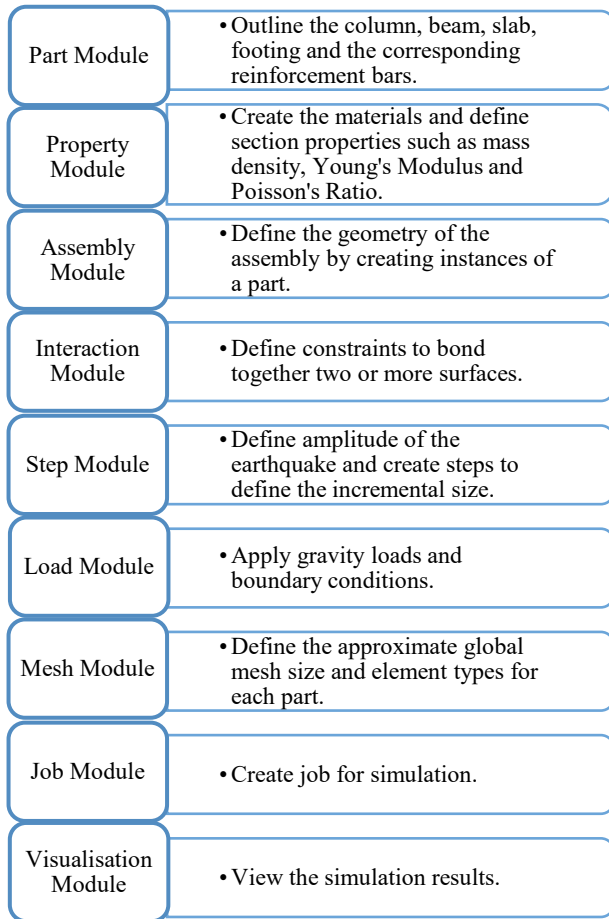 Part Module
• Outline the column, beam, slab,
footing and the corresponding
reinforcement bars.
Property
Module
• Create the materials and define
section properties such as mass
density, Young's Modulus and
Poisson's Ratio.
Assembly
Module
• Define the geometry of the
assembly by creating instances of
a part.
Interaction
Module
• Define constraints to bond
together two or more surfaces.
Step Module
• Define amplitude of the
earthquake and create steps to
define the incremental size.
Load Module
• Apply gravity loads and
boundary conditions.
Mesh Module
• Define the approximate global
mesh size and element types for
each part.
Job Module
• Create job for simulation.
Visualisation
Module
• View the simulation results.